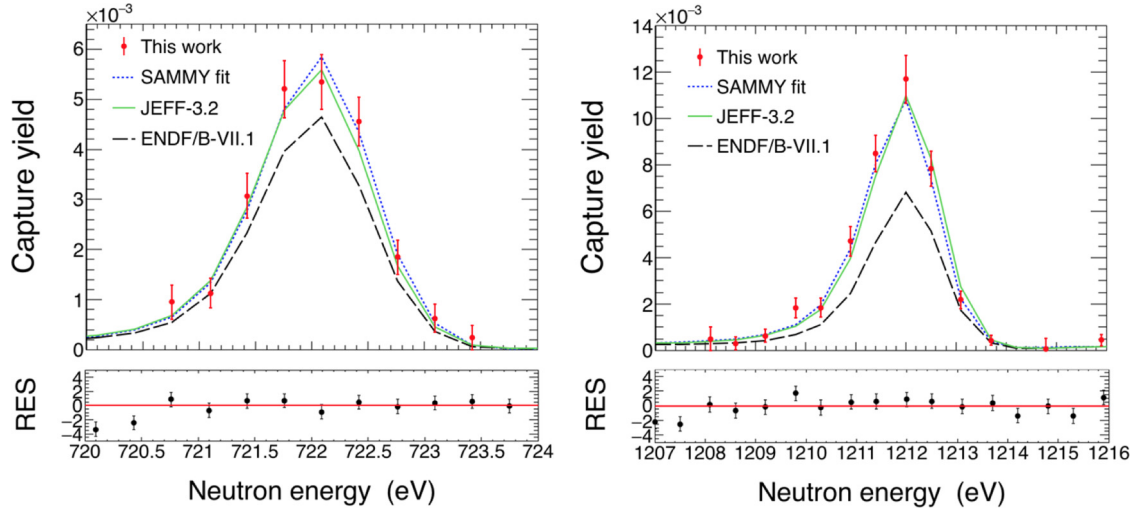 ×10⁻³
6
5
4
3
2
1
0
Capture yield
This work
SAMMY fit
JEFF-3.2
ENDF/B-VII.1
4
2
0
−2
−4
RES
720 720.5 721 721.5 722 722.5 723 723.5 724
Neutron energy (eV)
×10⁻³
14
12
10
8
6
4
2
0
Capture yield
This work
SAMMY fit
JEFF-3.2
ENDF/B-VII.1
4
2
0
−2
−4
RES
1207 1208 1209 1210 1211 1212 1213 1214 1215 1216
Neutron energy (eV)